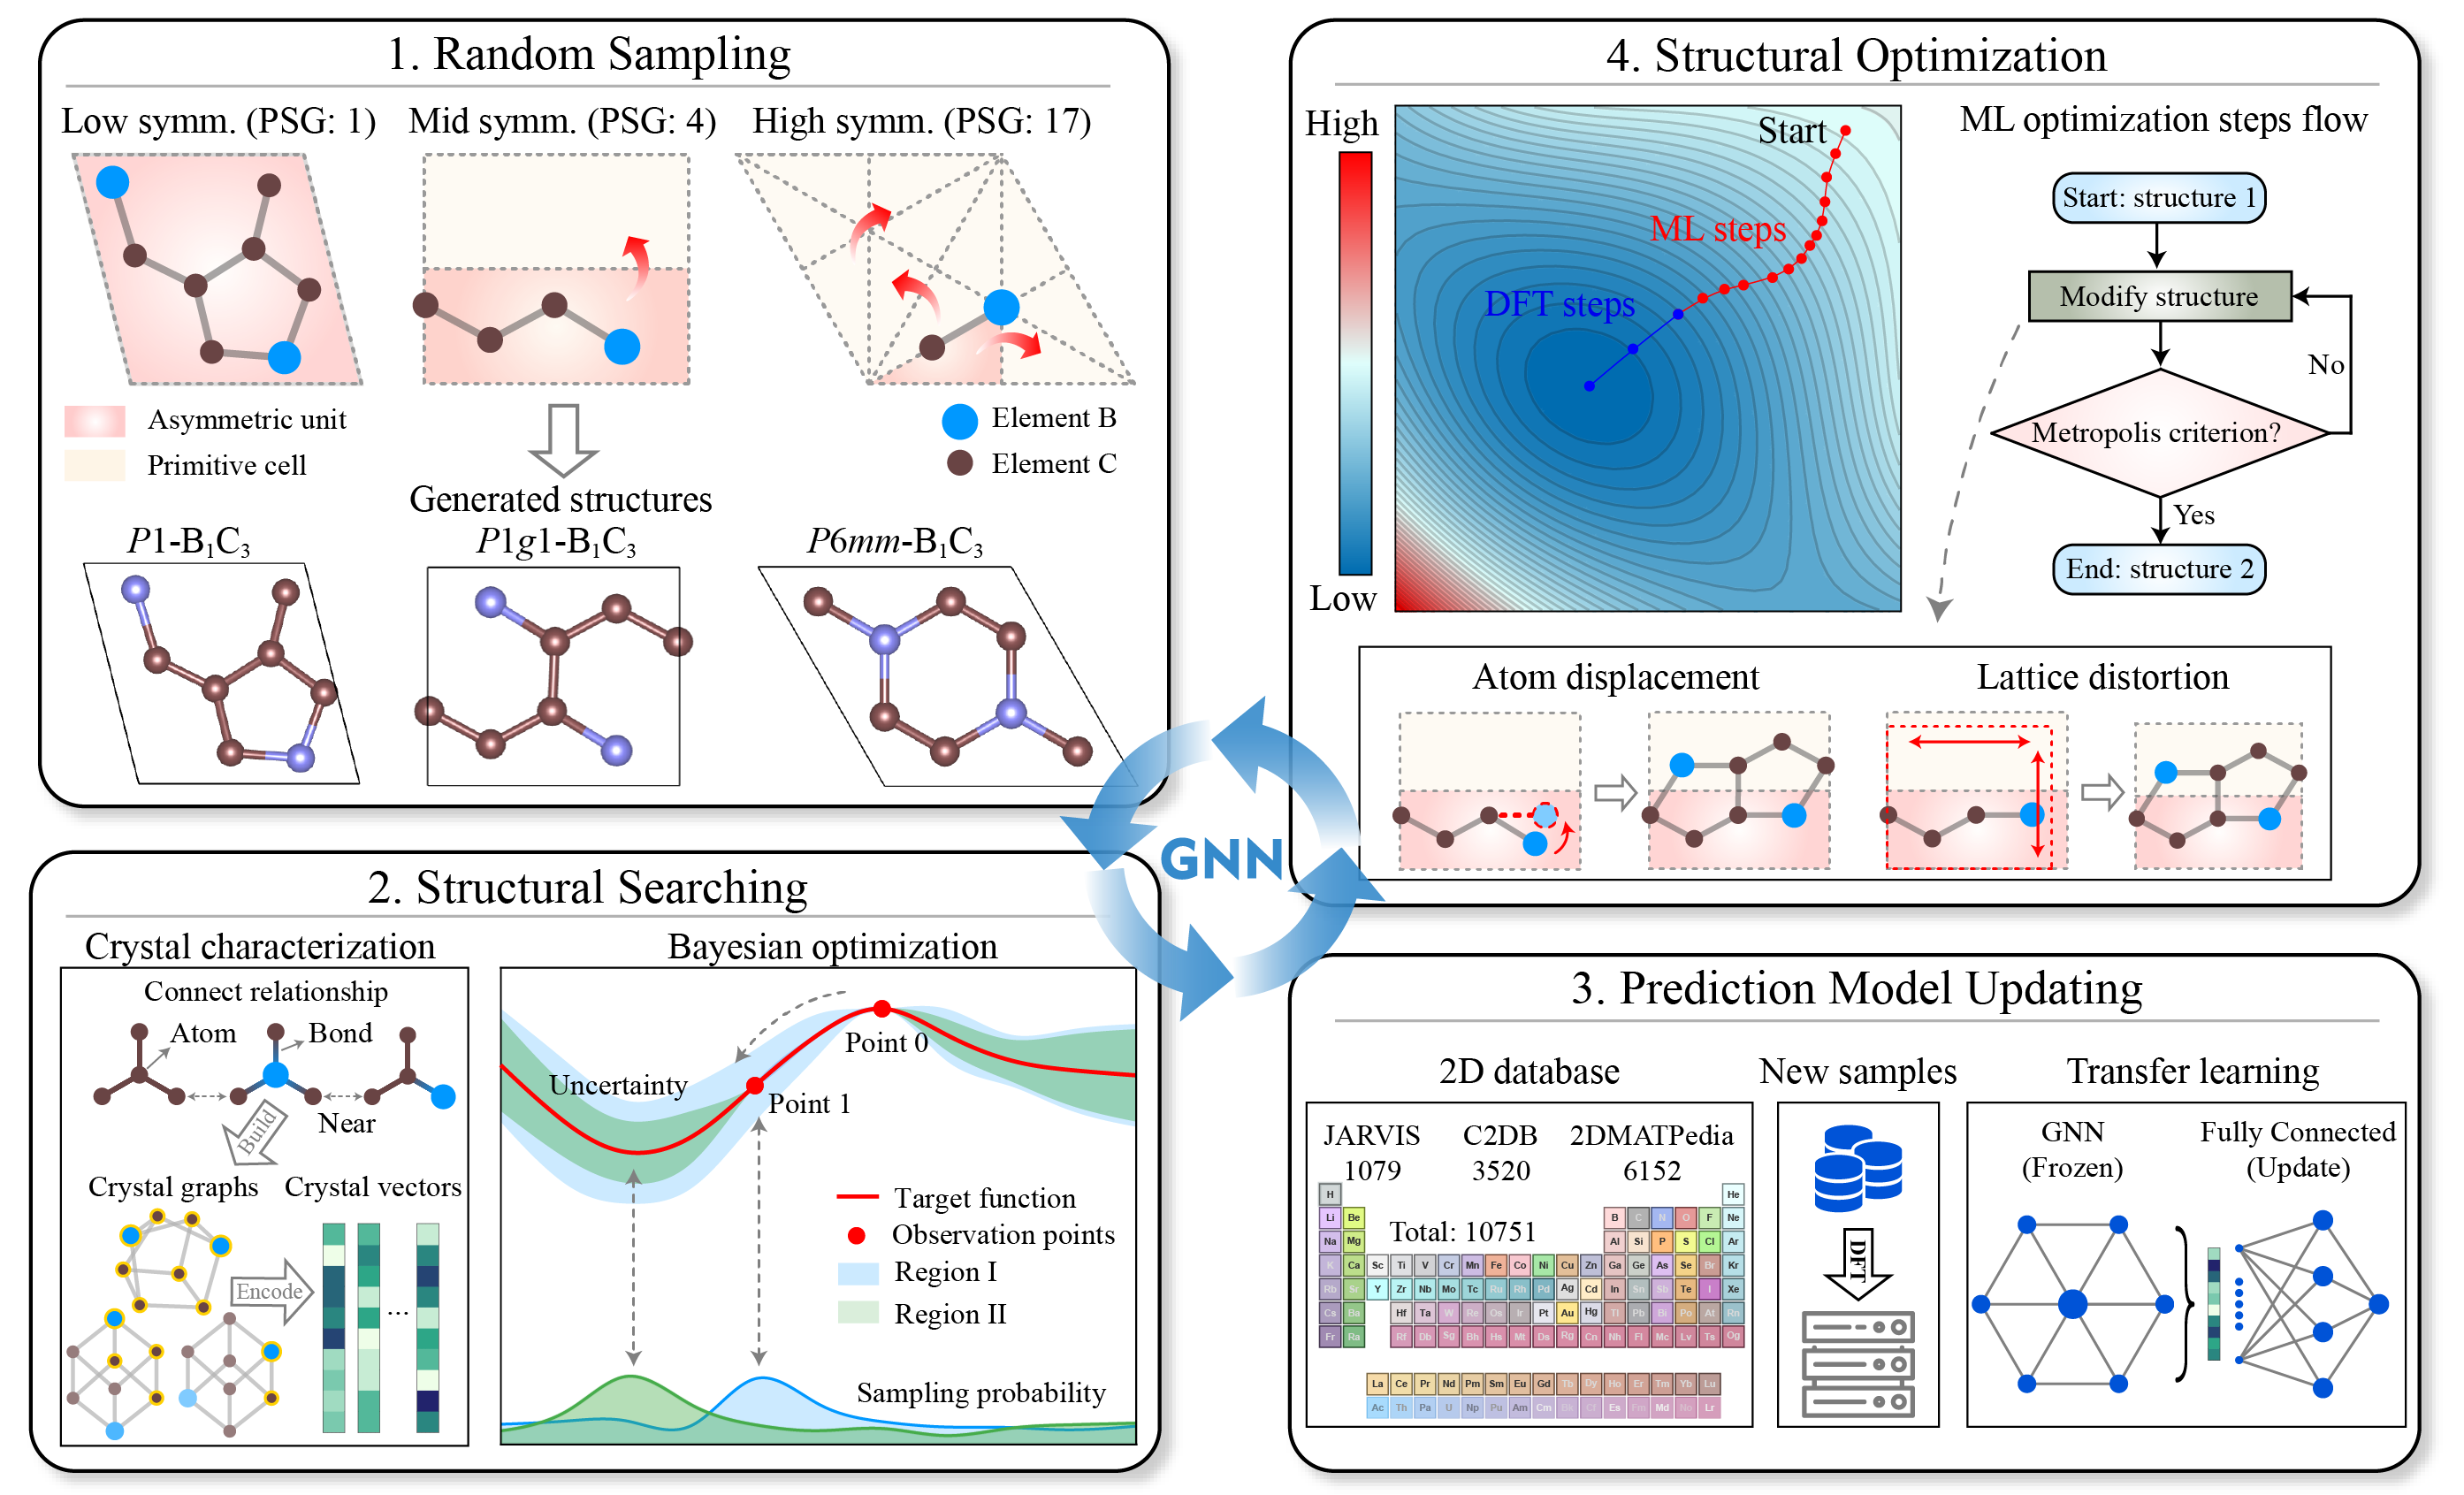 1. Random Sampling
Low symm. (PSG: 1)
Mid symm. (PSG: 4)
High symm. (PSG: 17)
Asymmetric unit
Primitive cell
Element B
Element C
Generated structures
P1-B₁C₃
P1g1-B₁C₃
P6mm-B₁C₃
2. Structural Searching
Crystal characterization
Connect relationship
Atom
Bond
Near
Build
Crystal graphs
Crystal vectors
Encode
...
Bayesian optimization
Point 0
Uncertainty
Point 1
Target function
Observation points
Region I
Region II
Sampling probability
GNN
4. Structural Optimization
High
Low
Start
ML steps
DFT steps
ML optimization steps flow
Start: structure 1
Modify structure
No
Metropolis criterion?
Yes
End: structure 2
Atom displacement
Lattice distortion
3. Prediction Model Updating
2D database
JARVIS C2DB 2DMATPedia
1079 3520 6152
Total: 10751
H He
Li Be B C N O F Ne
Na Mg Al Si P S Cl Ar
K Ca Sc Ti V Cr Mn Fe Co Ni Cu Zn Ga Ge As Se Br Kr
Rb Sr Y Zr Nb Mo Tc Ru Rh Pd Ag Cd In Sn Sb Te I Xe
Cs Ba Hf Ta W Re Os Ir Pt Au Hg Tl Pb Bi Po At Rn
Fr Ra Rf Db Sg Bh Hs Mt Ds Rg Cn Nh Fl Mc Lv Ts Og
La Ce Pr Nd Pm Sm Eu Gd Tb Dy Ho Er Tm Yb Lu
Ac Th Pa U Np Pu Am Cm Bk Cf Es Fm Md No Lr
New samples
DFT
Transfer learning
GNN
(Frozen)
Fully Connected
(Update)